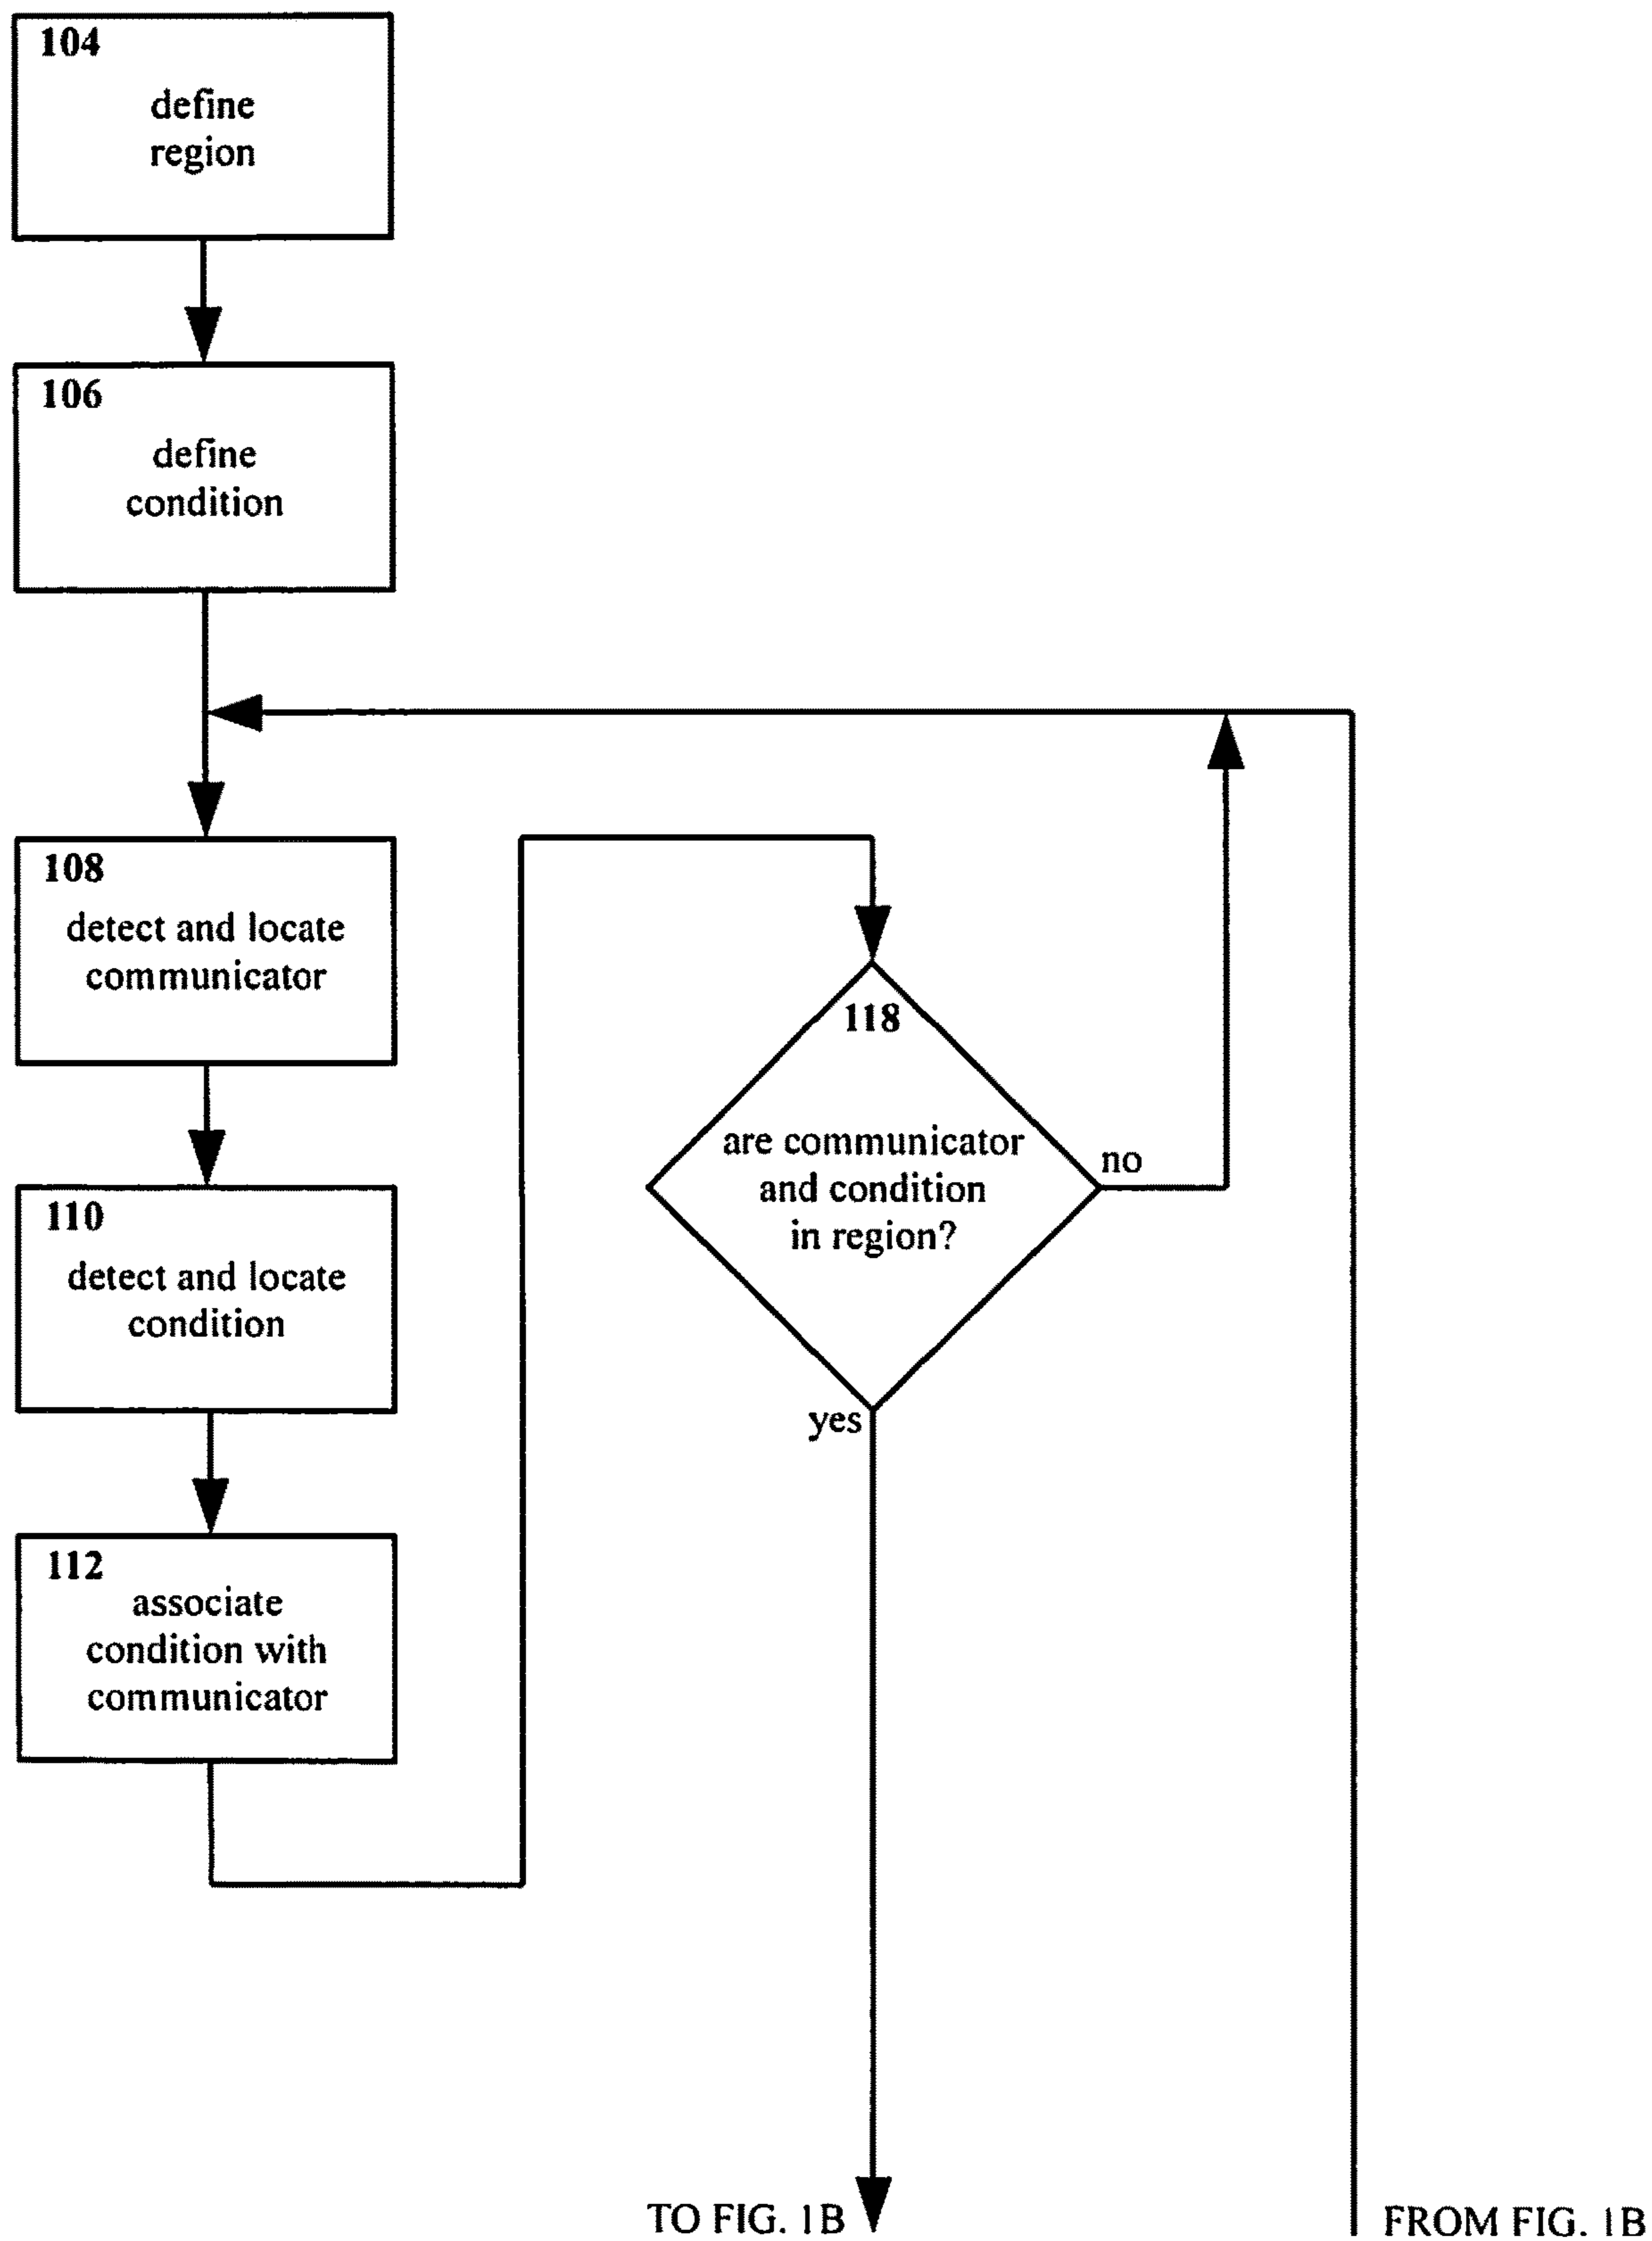 104
define
region
106
define
condition
108
detect and locate
communicator
110
detect and locate
condition
112
associate
condition with
communicator
118
are communicator
and condition
in region?
no
yes
TO FIG. 1B
FROM FIG. 1B